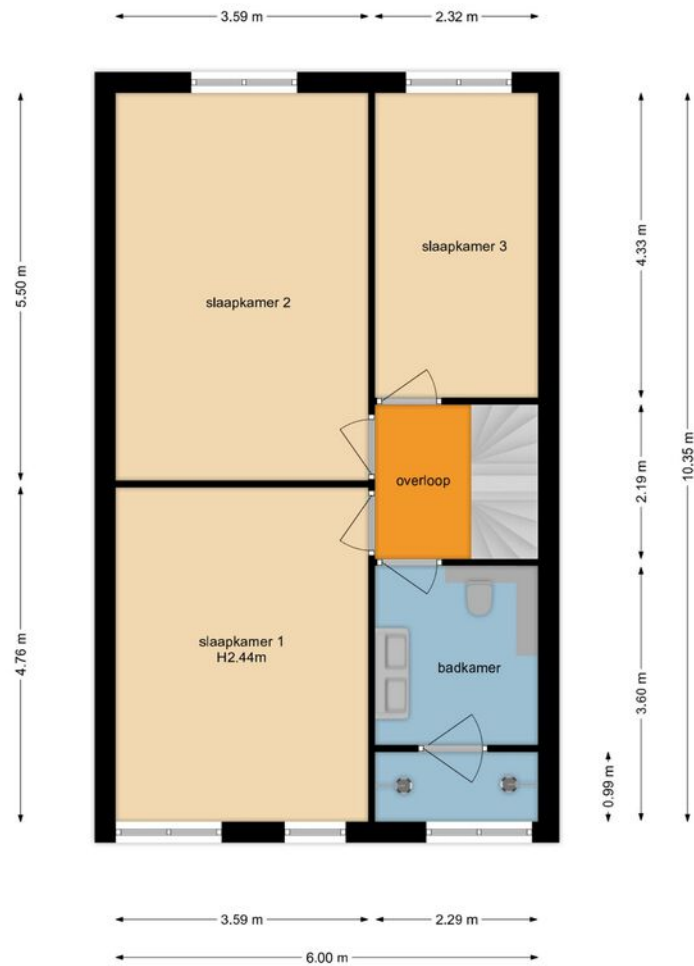 3.59 m
2.32 m
5.50 m
4.76 m
slaapkamer 2
slaapkamer 3
overloop
slaapkamer 1
H2.44m
badkamer
4.33 m
2.19 m
3.60 m
0.99 m
10.35 m
3.59 m
2.29 m
6.00 m